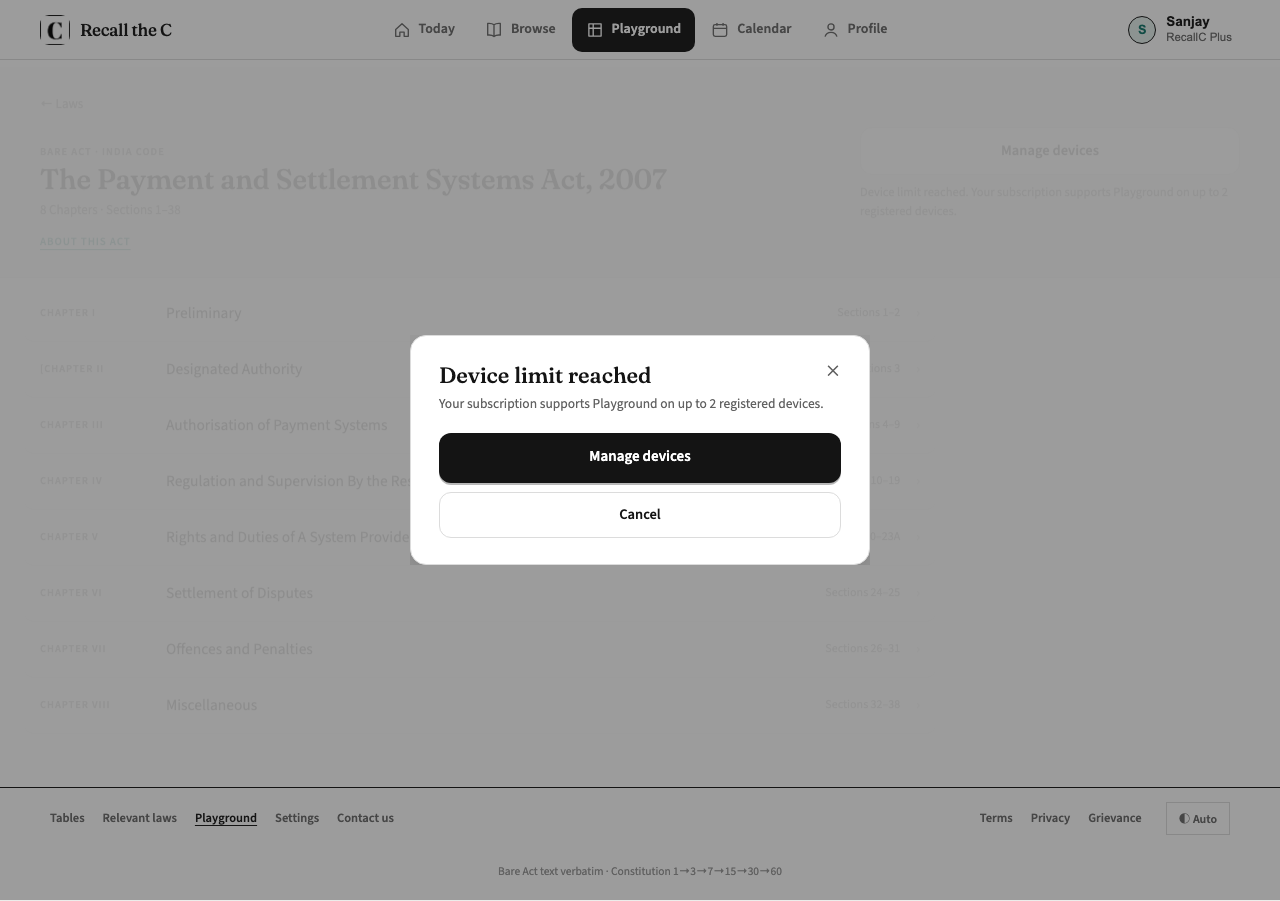 C Recall the C
Today
Browse
Playground
Calendar
Profile
S
Sanjay
RecallC Plus
← Laws
BARE ACT · INDIA CODE
The Payment and Settlement Systems Act, 2007
8 Chapters · Sections 1–38
ABOUT THIS ACT
Manage devices
Device limit reached. Your subscription supports Playground on up to 2
registered devices.
CHAPTER I Preliminary Sections 1–2
[CHAPTER II Designated Authority
CHAPTER III Authorisation of Payment Systems
CHAPTER IV Regulation and Supervision By the
CHAPTER V Rights and Duties of A System
CHAPTER VI Settlement of Disputes Sections 24–25
CHAPTER VII Offences and Penalties Sections 26–31
CHAPTER VIII Miscellaneous Sections 32–38
Device limit reached
Your subscription supports Playground on up to 2 registered devices.
Manage devices
Cancel
Tables Relevant laws Playground Settings Contact us
Terms Privacy Grievance Auto
Bare Act text verbatim · Constitution 1→3→7→15→30→60